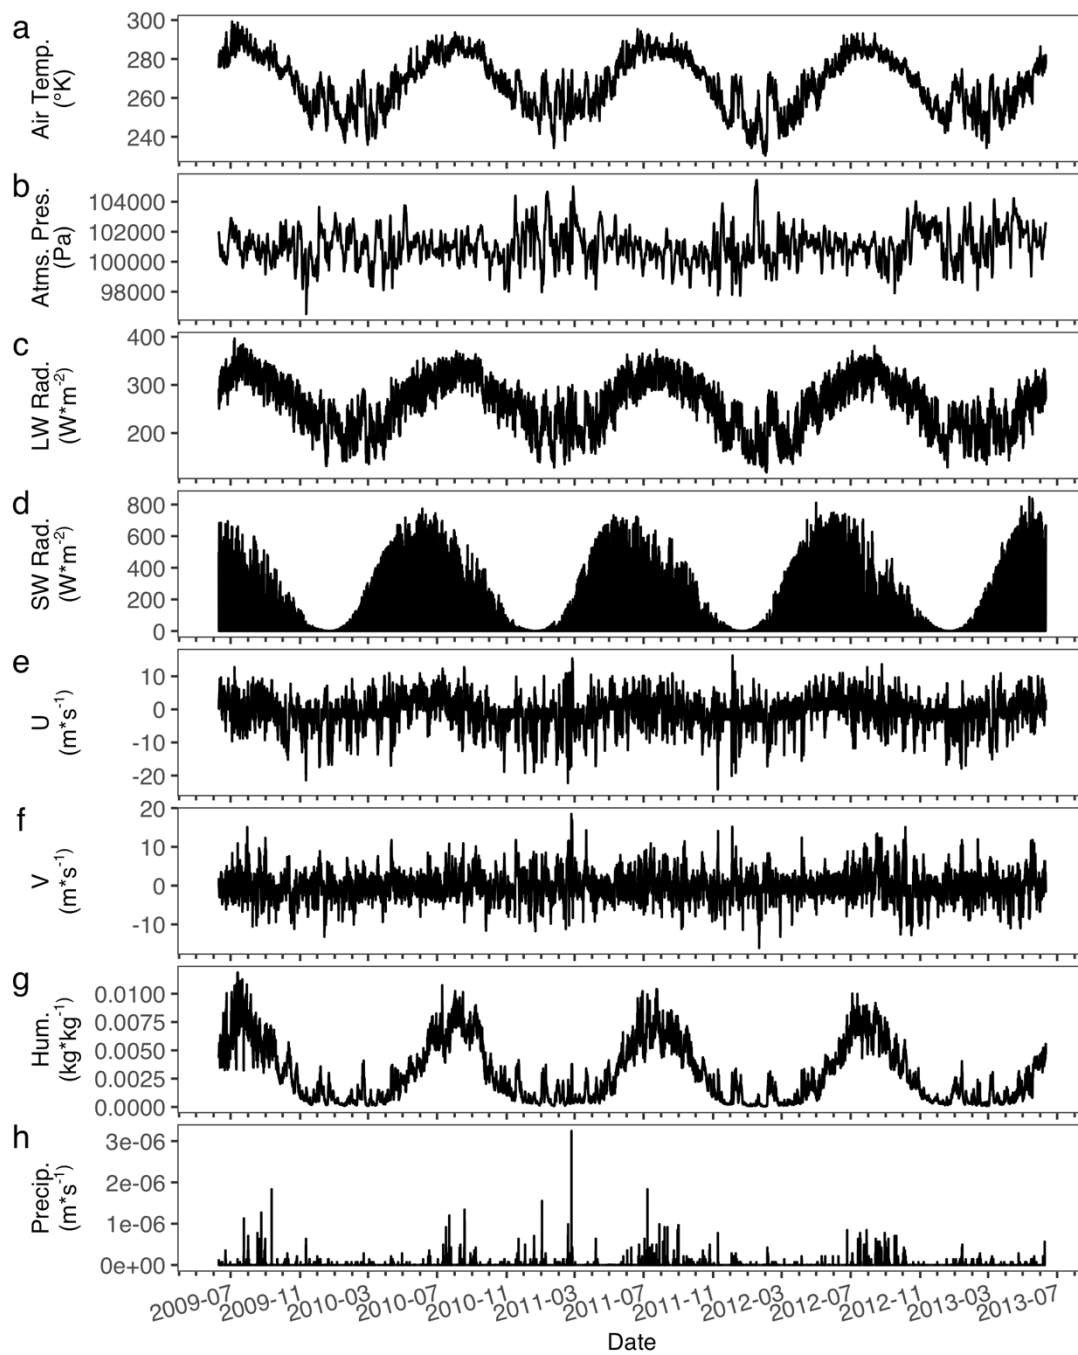 a
Air Temp.
(°K)
300
280
260
240
b
Atms. Pres.
(Pa)
104000
102000
100000
98000
c
LW Rad.
(W*m-2)
400
300
200
d
SW Rad.
(W*m-2)
800
600
400
200
0
e
U
(m*s-1)
10
0
-10
-20
f
V
(m*s-1)
20
10
0
-10
g
Hum.
(kg*kg-1)
0.0100
0.0075
0.0050
0.0025
0.0000
h
Precip.
(m*s-1)
3e-06
2e-06
1e-06
0e+00
2009-07 2009-11 2010-03 2010-07 2010-11 2011-03 2011-07 2011-11 2012-03 2012-07 2012-11 2013-03 2013-07
Date